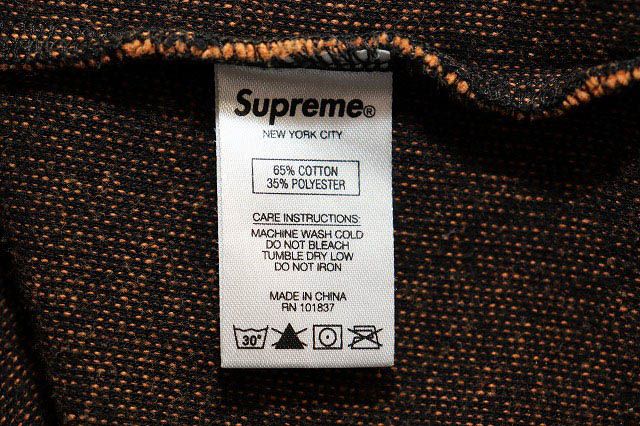 Supreme®
NEW YORK CITY
65% COTTON
35% POLYESTER
CARE INSTRUCTIONS:
MACHINE WASH COLD
DO NOT BLEACH
TUMBLE DRY LOW
DO NOT IRON
MADE IN CHINA
RN 101837
30°